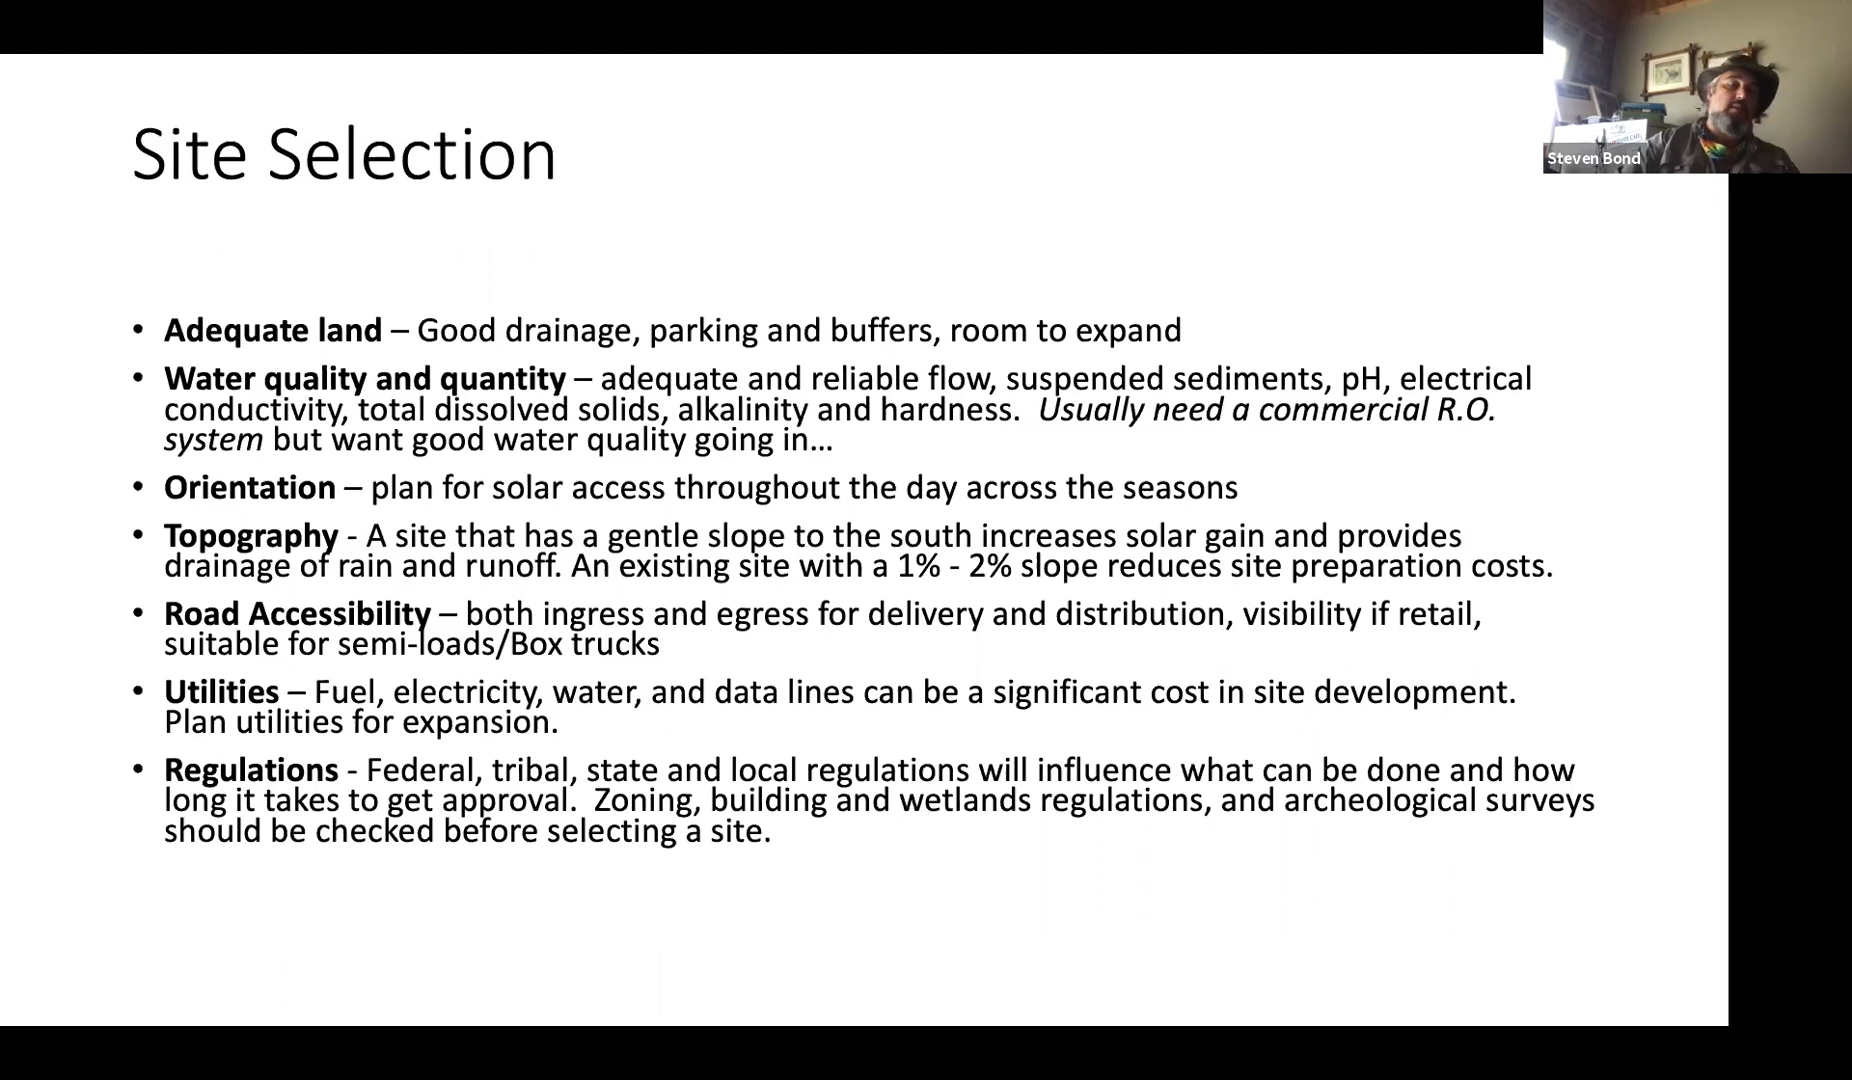 Site Selection
Steven Bond
• Adequate land – Good drainage, parking and buffers, room to expand
• Water quality and quantity – adequate and reliable flow, suspended sediments, pH, electrical
conductivity, total dissolved solids, alkalinity and hardness.  Usually need a commercial R.O.
system but want good water quality going in…
• Orientation – plan for solar access throughout the day across the seasons
• Topography - A site that has a gentle slope to the south increases solar gain and provides
drainage of rain and runoff. An existing site with a 1% - 2% slope reduces site preparation costs.
• Road Accessibility – both ingress and egress for delivery and distribution, visibility if retail,
suitable for semi-loads/Box trucks
• Utilities – Fuel, electricity, water, and data lines can be a significant cost in site development.
Plan utilities for expansion.
• Regulations - Federal, tribal, state and local regulations will influence what can be done and how
long it takes to get approval.  Zoning, building and wetlands regulations, and archeological surveys
should be checked before selecting a site.